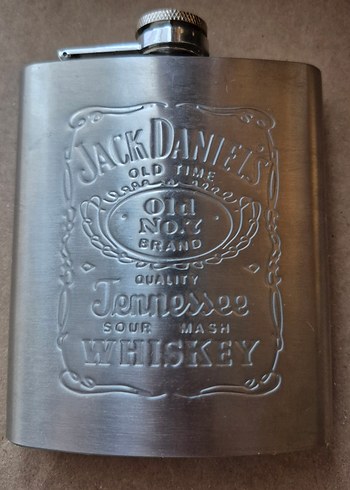 JACK DANIEL'S
OLD TIME
Old
No.7
BRAND
QUALITY
Tennessee
SOUR MASH
WHISKEY